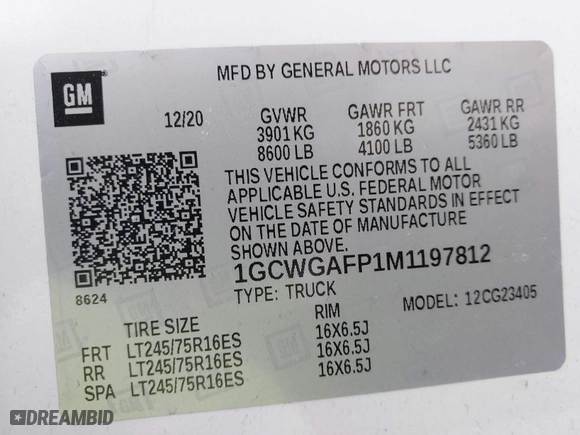 GM
MFD BY GENERAL MOTORS LLC
12/20 GVWR GAWR FRT GAWR RR
3901 KG 1860 KG 2431 KG
8600 LB 4100 LB 5360 LB
THIS VEHICLE CONFORMS TO ALL
APPLICABLE U.S. FEDERAL MOTOR
VEHICLE SAFETY STANDARDS IN EFFECT
ON THE DATE OF MANUFACTURE
SHOWN ABOVE.
1GCWGAFP1M1197812
8624
TYPE: TRUCK MODEL: 12CG23405
TIRE SIZE RIM
FRT LT245/75R16ES 16X6.5J
RR LT245/75R16ES 16X6.5J
SPA LT245/75R16ES 16X6.5J
DREAMBID